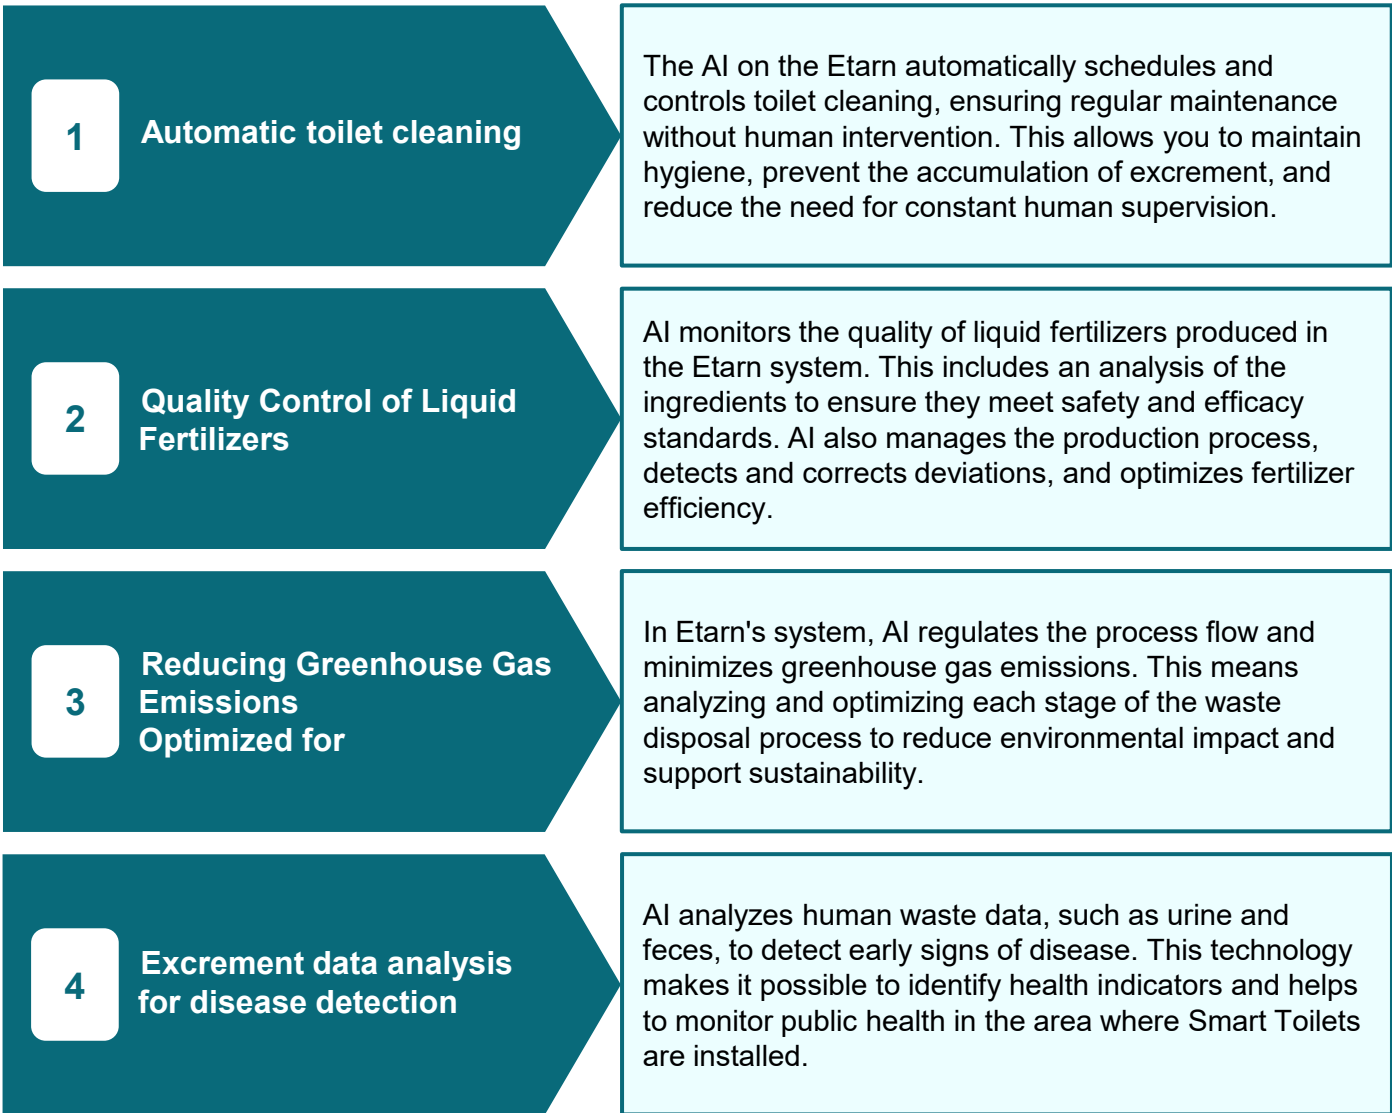 1
Automatic toilet cleaning
The AI on the Etarn automatically schedules and
controls toilet cleaning, ensuring regular maintenance
without human intervention. This allows you to maintain
hygiene, prevent the accumulation of excrement, and
reduce the need for constant human supervision.
2
Quality Control of Liquid
Fertilizers
AI monitors the quality of liquid fertilizers produced in
the Etarn system. This includes an analysis of the
ingredients to ensure they meet safety and efficacy
standards. AI also manages the production process,
detects and corrects deviations, and optimizes fertilizer
efficiency.
3
Reducing Greenhouse Gas
Emissions
Optimized for
In Etarn's system, AI regulates the process flow and
minimizes greenhouse gas emissions. This means
analyzing and optimizing each stage of the waste
disposal process to reduce environmental impact and
support sustainability.
4
Excrement data analysis
for disease detection
AI analyzes human waste data, such as urine and
feces, to detect early signs of disease. This technology
makes it possible to identify health indicators and helps
to monitor public health in the area where Smart Toilets
are installed.